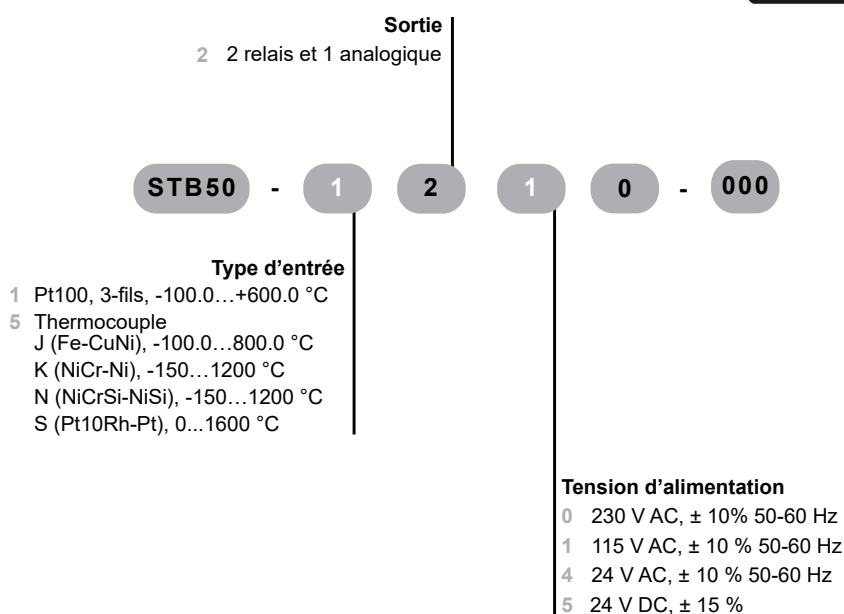 Sortie
2 2 relais et 1 analogique
STB50 - 1 2 1 0 - 000
Type d’entrée
1 Pt100, 3-fils, -100.0…+600.0 °C
5 Thermocouple
J (Fe-CuNi), -100.0…800.0 °C
K (NiCr-Ni), -150…1200 °C
N (NiCrSi-NiSi), -150…1200 °C
S (Pt10Rh-Pt), 0...1600 °C
Tension d’alimentation
0 230 V AC, ± 10% 50-60 Hz
1 115 V AC, ± 10 % 50-60 Hz
4 24 V AC, ± 10 % 50-60 Hz
5 24 V DC, ± 15 %